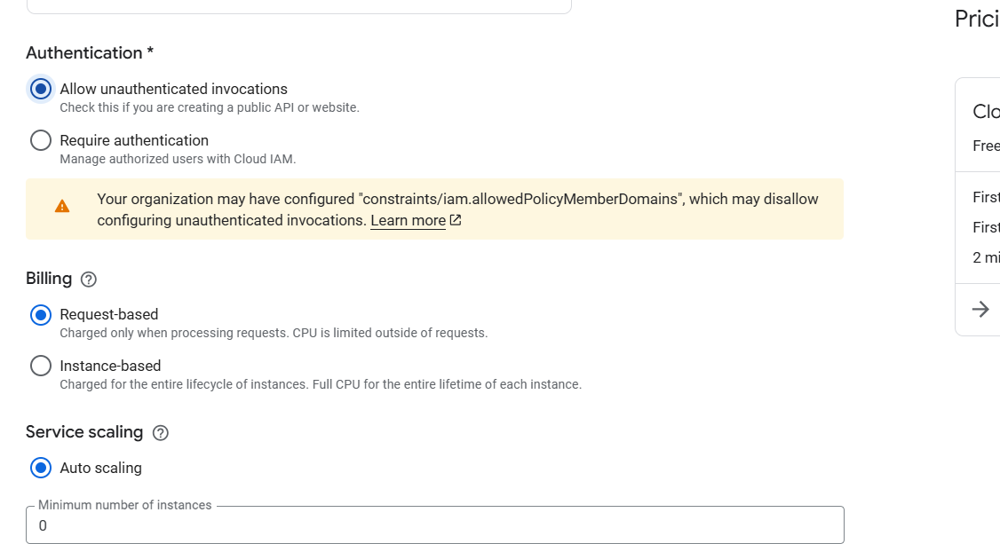 Prici
Authentication *
Allow unauthenticated invocations
Check this if you are creating a public API or website.
Clo
Require authentication
Free
Manage authorized users with Cloud IAM.
Your organization may have configured "constraints/iam.allowedPolicyMemberDomains", which may disallow
First
configuring unauthenticated invocations. Learn more
First
2 mi
Billing
Request-based
Charged only when processing requests. CPU is limited outside of requests.
Instance-based
Charged for the entire lifecycle of instances. Full CPU for the entire lifetime of each instance.
Service scaling
Auto scaling
Minimum number of instances
0